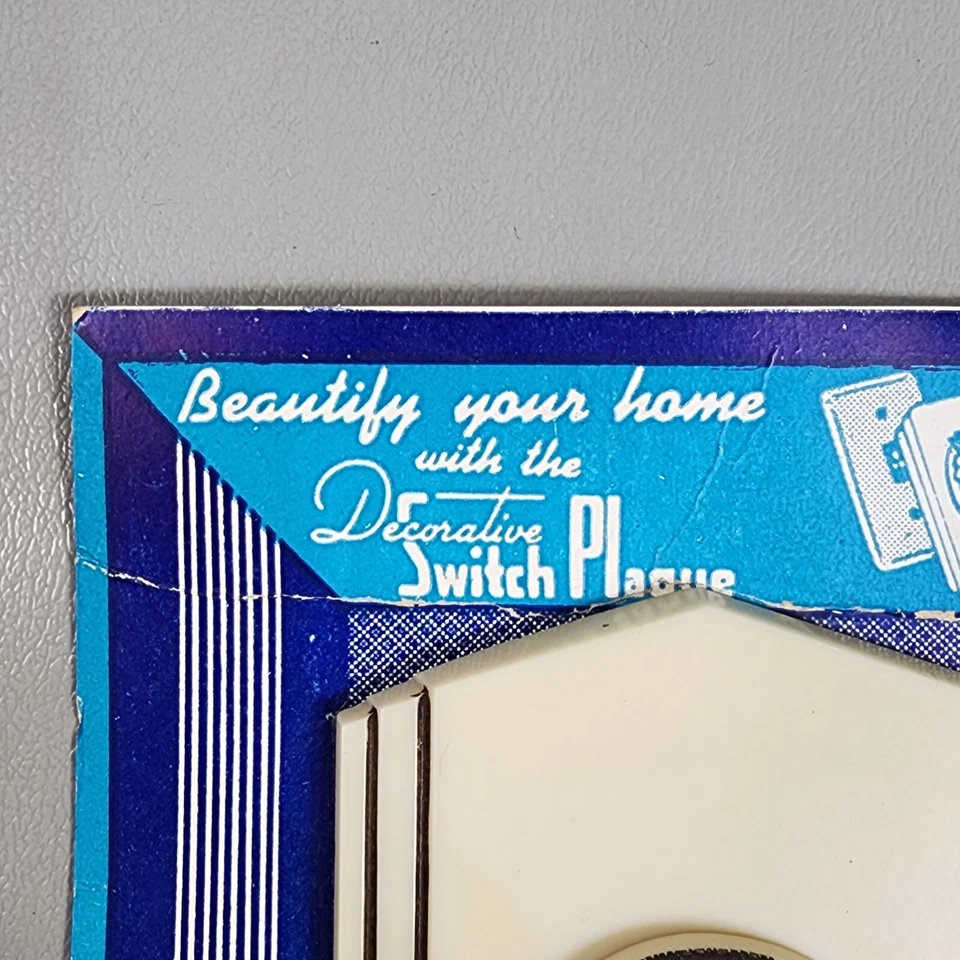 Beautify your home
with the
Decorative
Switch Plaque